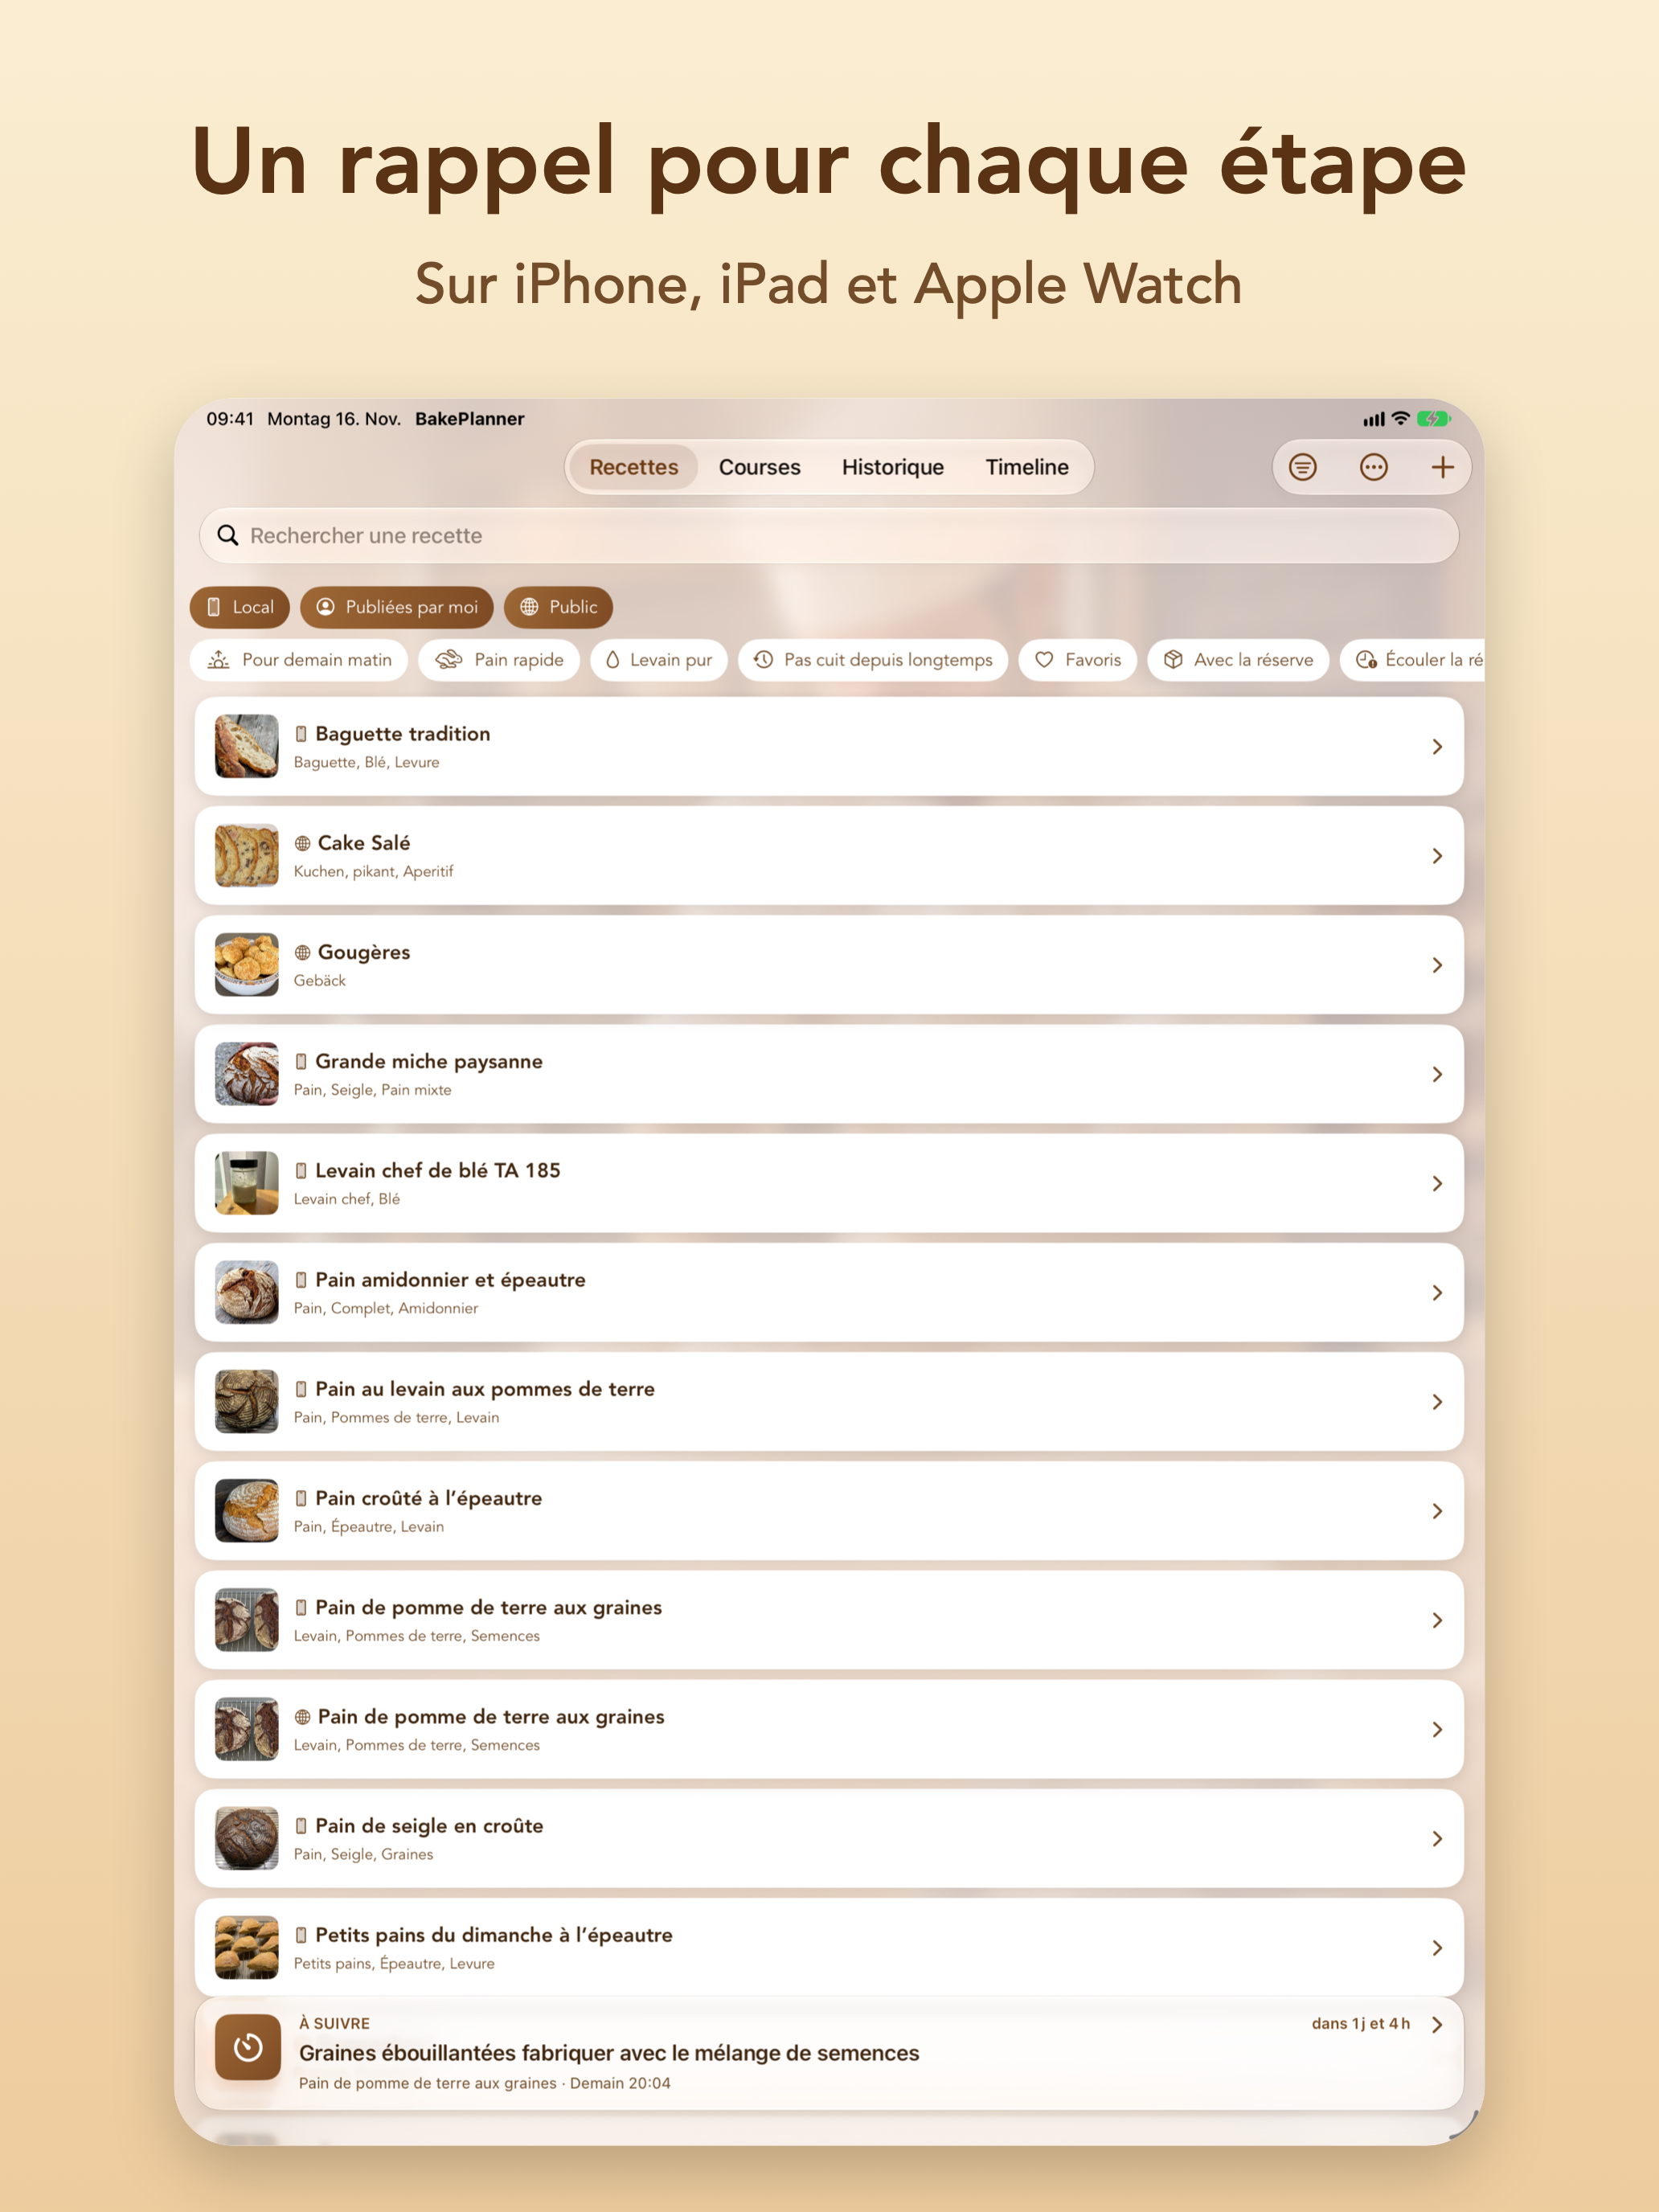 Un rappel pour chaque étape
Sur iPhone, iPad et Apple Watch
09:41 Montag 16. Nov. BakePlanner
Recettes Courses Historique Timeline
Rechercher une recette
Local Publiées par moi Public
Pour demain matin Pain rapide Levain pur Pas cuit depuis longtemps Favoris Avec la réserve Écouler la ré
Baguette tradition
Baguette, Blé, Levure
Cake Salé
Kuchen, pikant, Aperitif
Gougères
Gebäck
Grande miche paysanne
Pain, Seigle, Pain mixte
Levain chef de blé TA 185
Levain chef, Blé
Pain amidonnier et épeautre
Pain, Complet, Amidonnier
Pain au levain aux pommes de terre
Pain, Pommes de terre, Levain
Pain croûté à l’épeautre
Pain, Épeautre, Levain
Pain de pomme de terre aux graines
Levain, Pommes de terre, Semences
Pain de pomme de terre aux graines
Levain, Pommes de terre, Semences
Pain de seigle en croûte
Pain, Seigle, Graines
Petits pains du dimanche à l’épeautre
Petits pains, Épeautre, Levure
À SUIVRE dans 1 j et 4 h
Graines ébouillantées fabriquer avec le mélange de semences
Pain de pomme de terre aux graines · Demain 20:04